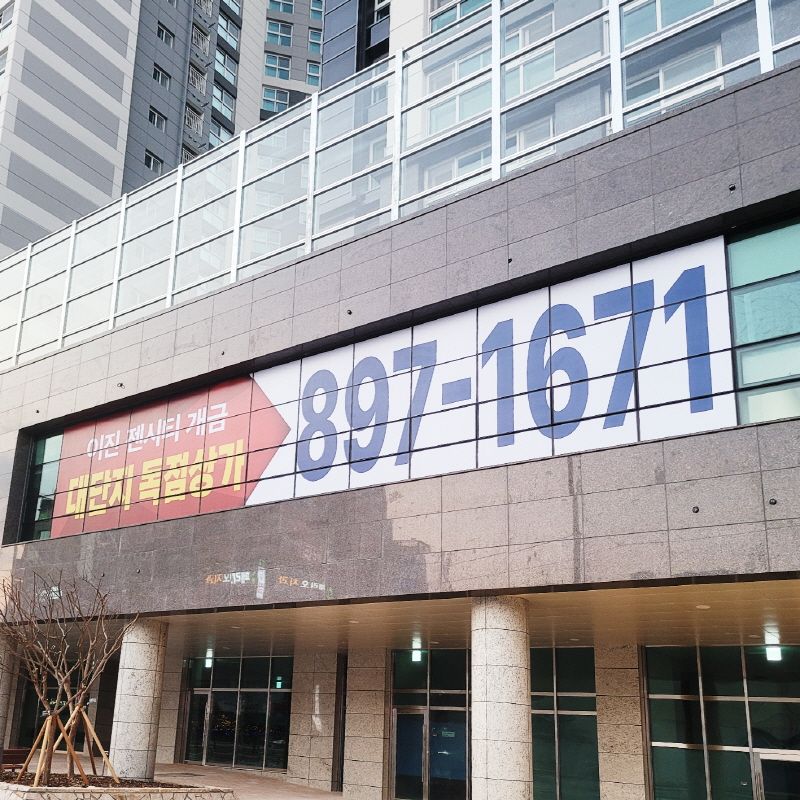 이진 젠시티 개금
대단지 독점상가
897-1671